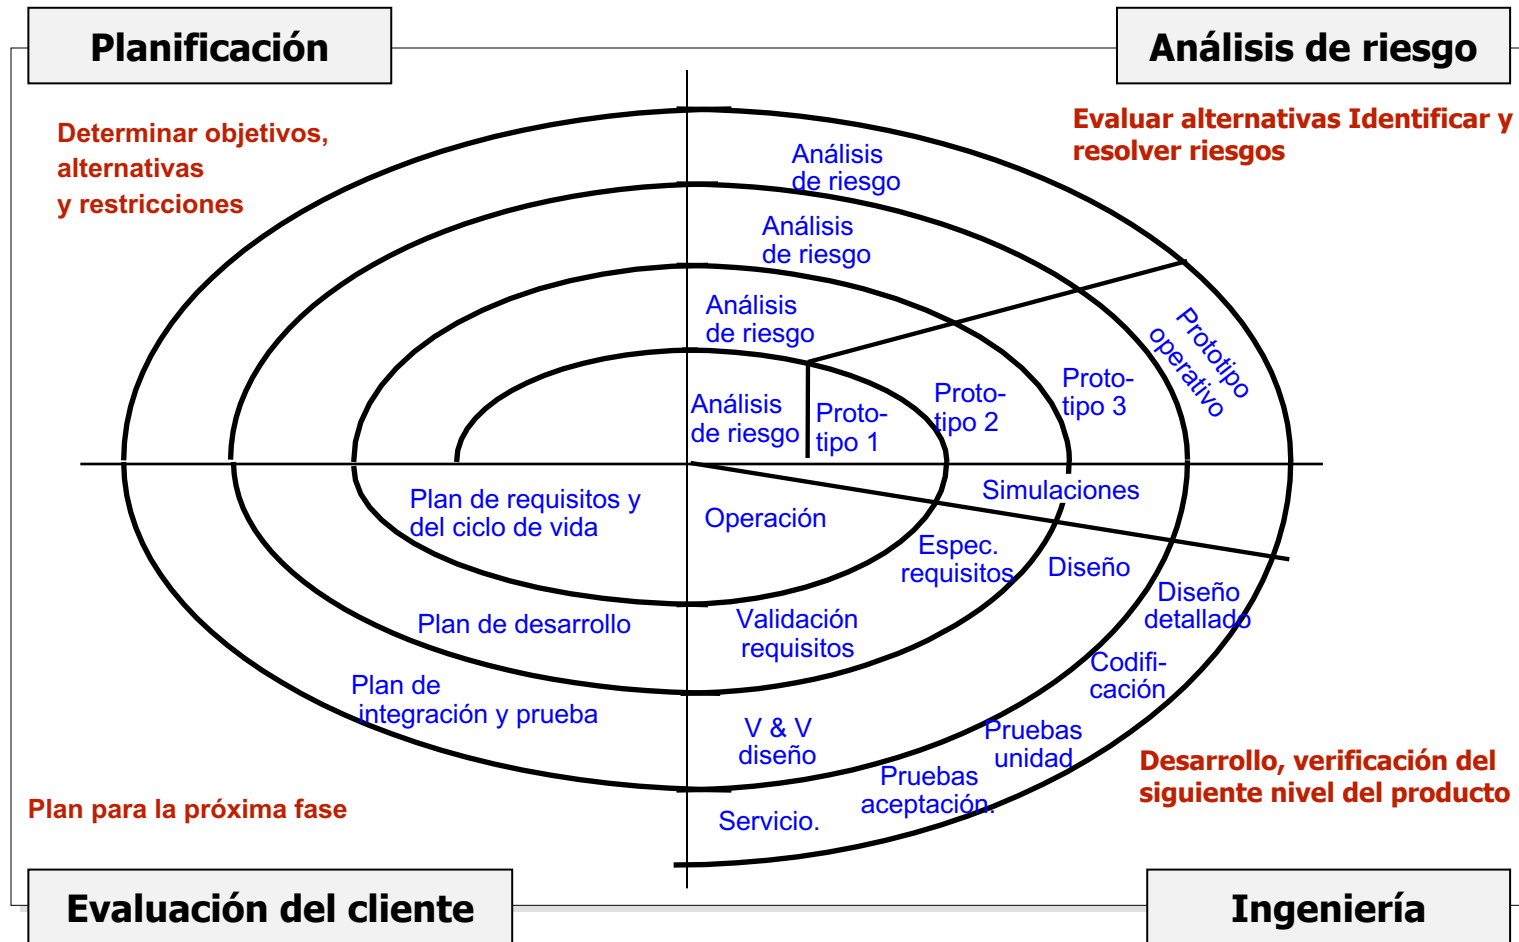 Planificación
Análisis de riesgo
Determinar objetivos,
alternativas
y restricciones
Evaluar alternativas Identificar y
resolver riesgos
Análisis
de riesgo
Análisis
de riesgo
Análisis
de riesgo
Análisis
de riesgo
Proto-
tipo 1
Proto-
tipo 2
Proto-
tipo 3
Prototipo
operativo
Plan de requisitos y
del ciclo de vida
Operación
Simulaciones
Espec.
requisitos
Diseño
Diseño
detallado
Plan de desarrollo
Validación
requisitos
Codifi-
cación
Plan de
integración y prueba
V & V
diseño
Pruebas
unidad
Pruebas
aceptación.
Servicio.
Desarrollo, verificación del
siguiente nivel del producto
Plan para la próxima fase
Evaluación del cliente
Ingeniería